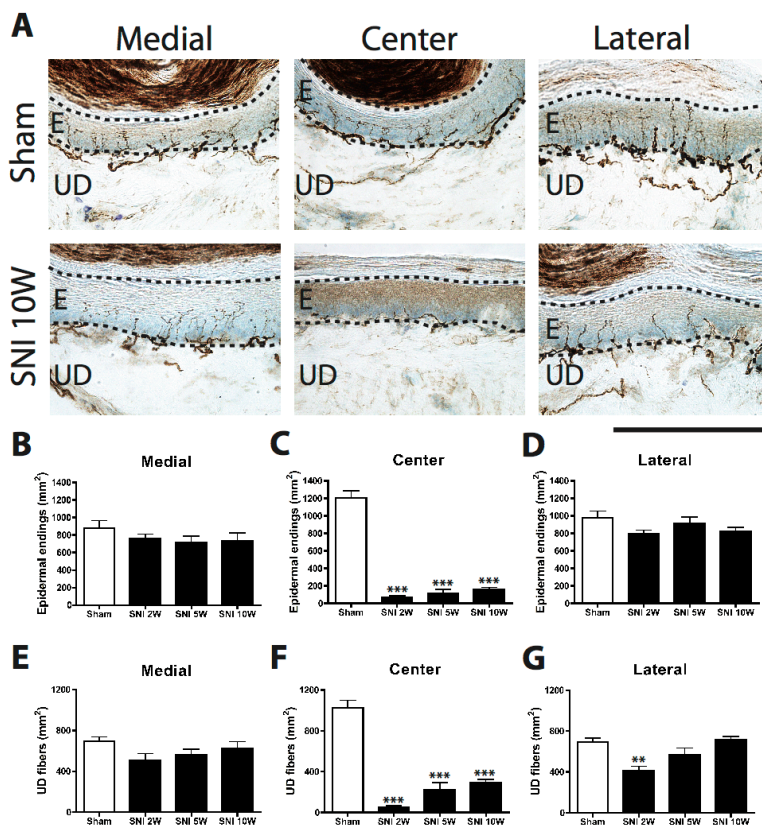 A
Medial Center Lateral
Sham
E
UD
E
UD
E
UD
SNI 10W
E
UD
E
UD
E
UD
B
Medial
Epidermal endings (mm²)
1400
1200
1000
800
600
400
200
0
Sham SNI 2W SNI 5W SNI 10W
C
Center
Epidermal endings (mm²)
1400
1200
1000
800
600
400
200
0
*** *** ***
Sham SNI 2W SNI 5W SNI 10W
D
Lateral
Epidermal endings (mm²)
1400
1200
1000
800
600
400
200
0
Sham SNI 2W SNI 5W SNI 10W
E
Medial
UD fibers (mm²)
1200
800
400
0
Sham SNI 2W SNI 5W SNI 10W
F
Center
UD fibers (mm²)
1200
800
400
0
*** *** ***
Sham SNI 2W SNI 5W SNI 10W
G
Lateral
UD fibers (mm²)
1200
800
400
0
**
Sham SNI 2W SNI 5W SNI 10W